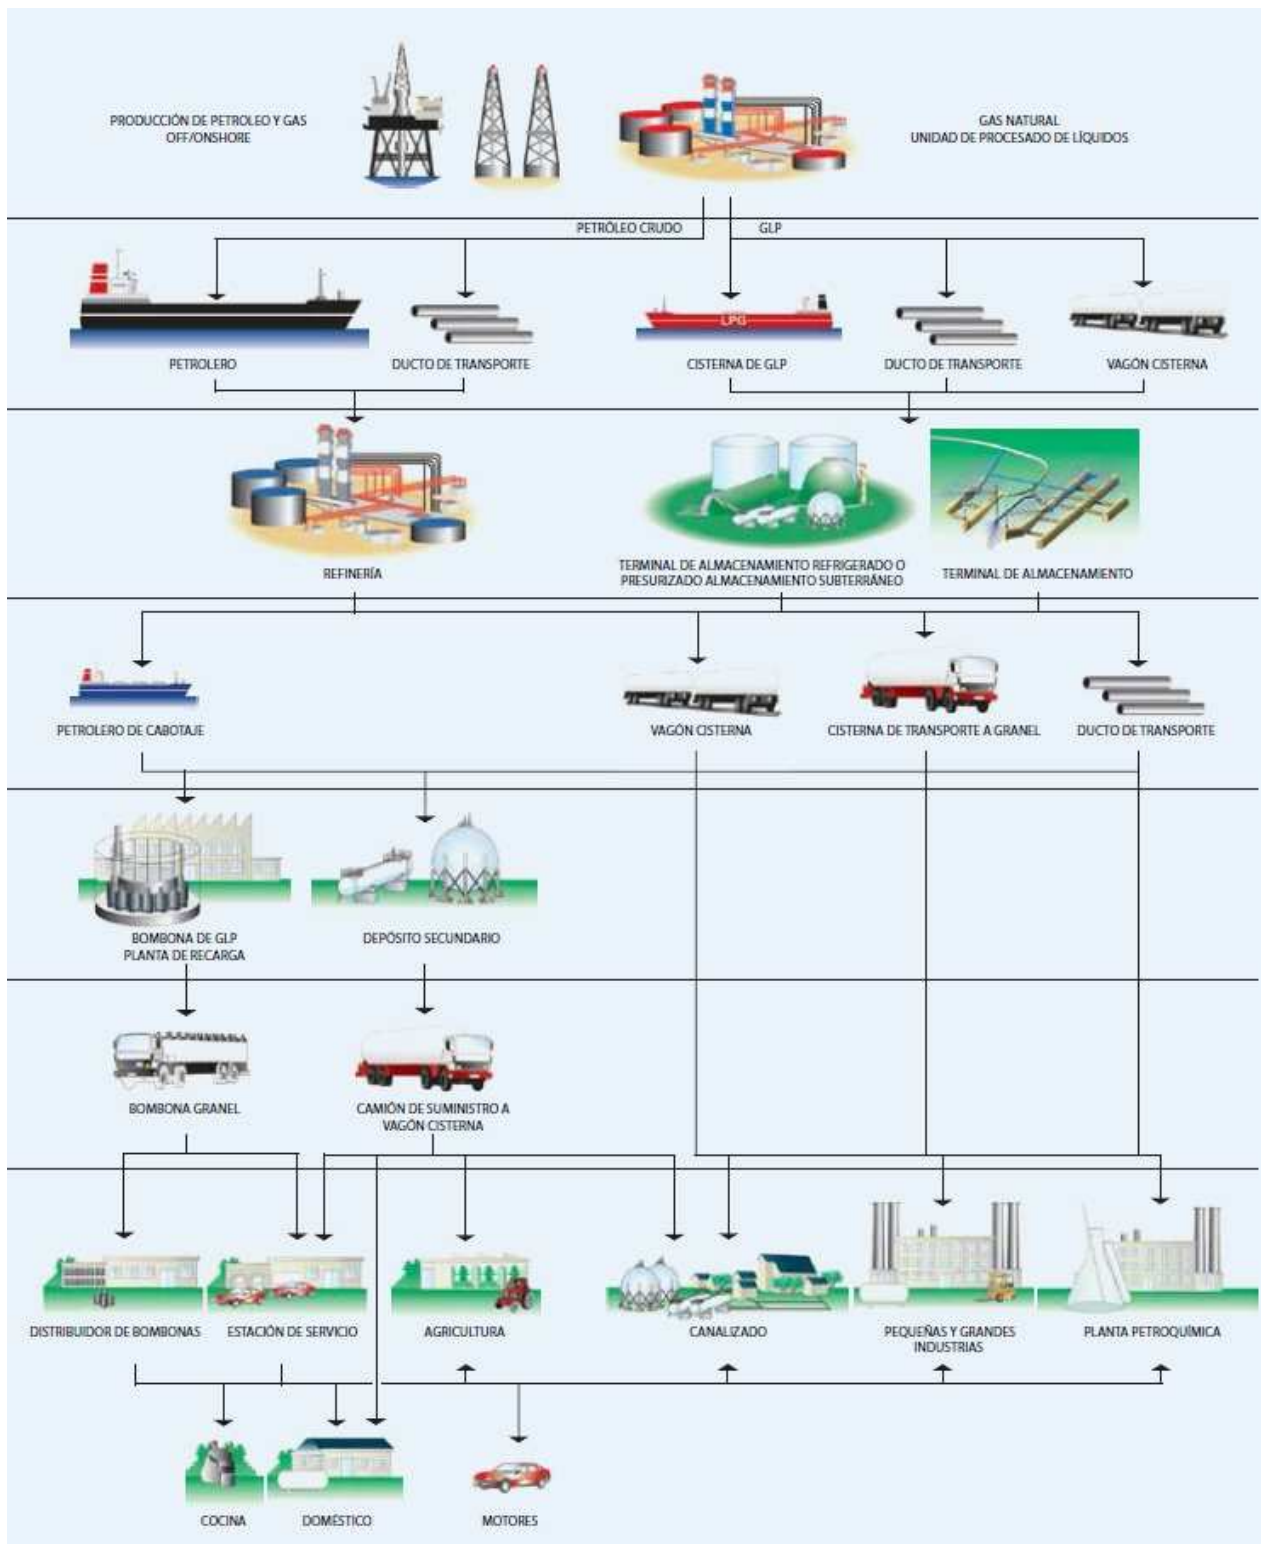 PRODUCCIÓN DE PETROLEO Y GAS
OFF/ONSHORE
GAS NATURAL
UNIDAD DE PROCESADO DE LÍQUIDOS
PETRÓLEO CRUDO
GLP
LPG
PETROLERO
DUCTO DE TRANSPORTE
CISTERNA DE GLP
DUCTO DE TRANSPORTE
VAGÓN CISTERNA
REFINERÍA
TERMINAL DE ALMACENAMIENTO REFRIGERADO O
PRESURIZADO ALMACENAMIENTO SUBTERRÁNEO
TERMINAL DE ALMACENAMIENTO
PETROLERO DE CABOTAJE
VAGÓN CISTERNA
CISTERNA DE TRANSPORTE A GRANEL
DUCTO DE TRANSPORTE
BOMBONA DE GLP
PLANTA DE RECARGA
DEPÓSITO SECUNDARIO
BOMBONA GRANEL
CAMIÓN DE SUMINISTRO A
VAGÓN CISTERNA
DISTRIBUIDOR DE BOMBONAS
ESTACIÓN DE SERVICIO
AGRICULTURA
CANALIZADO
PEQUEÑAS Y GRANDES
INDUSTRIAS
PLANTA PETROQUÍMICA
COCINA
DOMÉSTICO
MOTORES